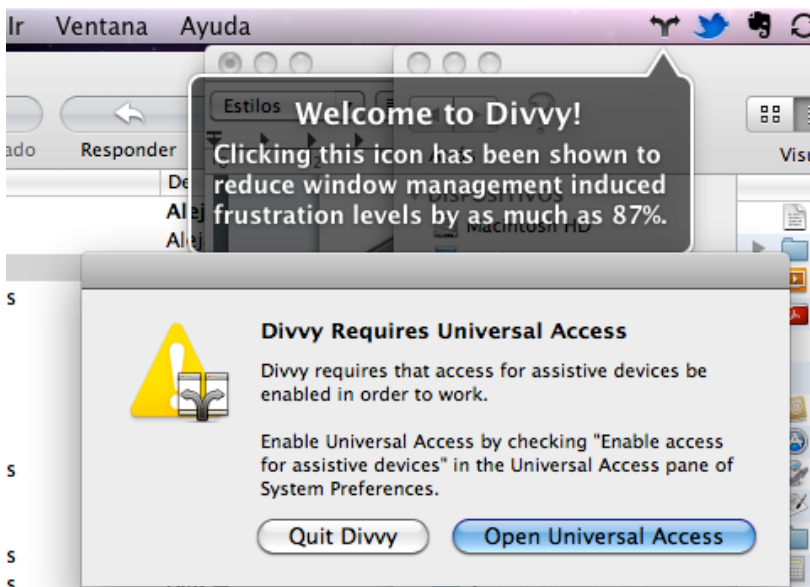 Ir Ventana Ayuda
Estilos
Welcome to Divvy!
Clicking this icon has been shown to
reduce window management induced
frustration levels by as much as 87%.
Responder
ado
Visu
De
Alej
Alej
DISPOSITIVOS
Macintosh HD
s
Divvy Requires Universal Access
Divvy requires that access for assistive devices be
enabled in order to work.
Enable Universal Access by checking "Enable access
for assistive devices" in the Universal Access pane of
System Preferences.
s
Quit Divvy Open Universal Access
s
s